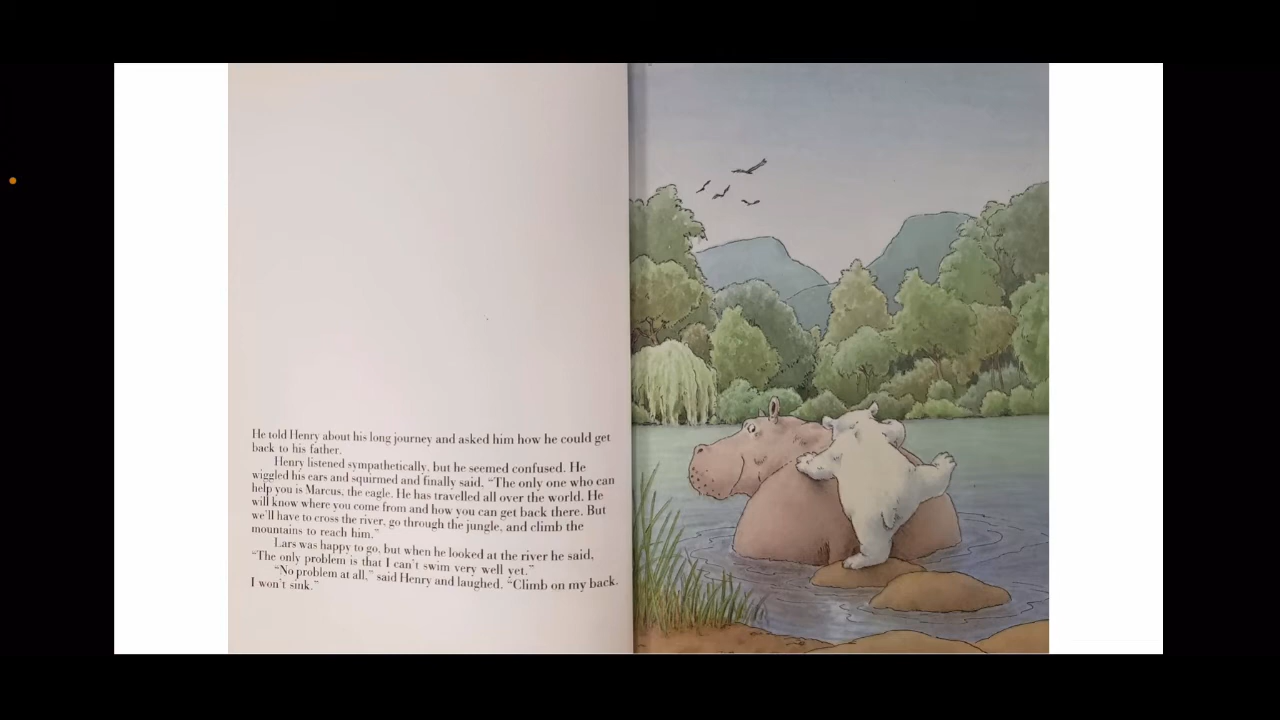 He told Henry about his long journey and asked him how he could get
back to his father.
Henry listened sympathetically, but he seemed confused. He
wiggled his ears and squirmed and finally said, “The only one who can
help you is Marcus, the eagle. He has travelled all over the world. He
will know where you come from and how you can get back there. But
we’ll have to cross the river, go through the jungle, and climb the
mountains to reach him.”
Lars was happy to go, but when he looked at the river he said,
“The only problem is that I can’t swim very well yet.”
“No problem at all,” said Henry and laughed. “Climb on my back.
I won’t sink.”